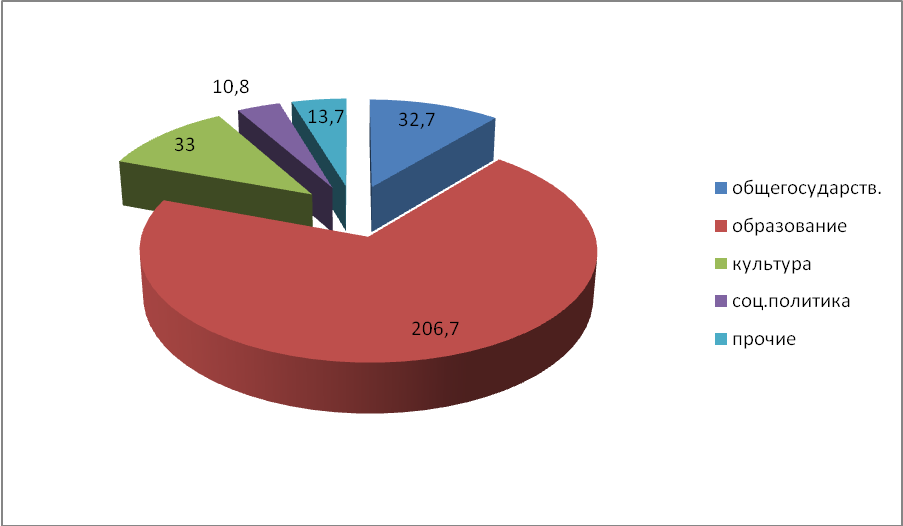 10,8
13,7
32,7
33
206,7
общегосударств.
образование
культура
соц.политика
прочие